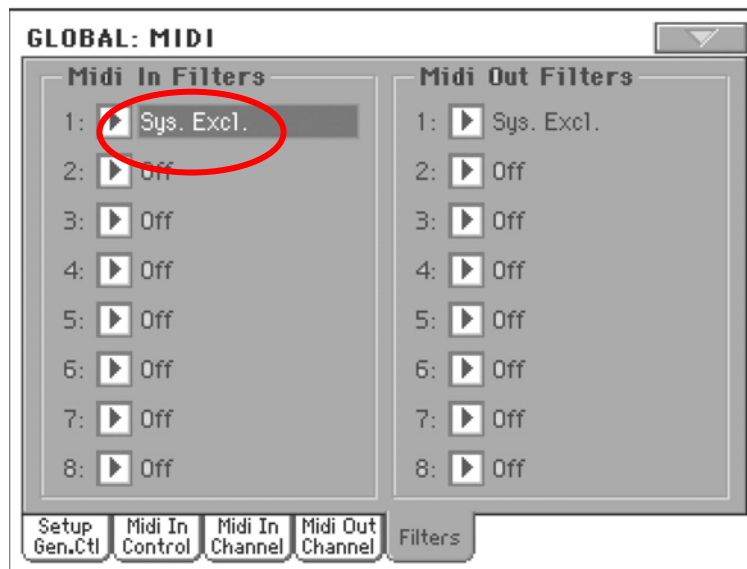 GLOBAL: MIDI
Midi In Filters
1: Sys. Excl.
2: Off
3: Off
4: Off
5: Off
6: Off
7: Off
8: Off
Midi Out Filters
1: Sys. Excl.
2: Off
3: Off
4: Off
5: Off
6: Off
7: Off
8: Off
Setup Gen.Ctl
Midi In Control
Midi In Channel
Midi Out Channel
Filters